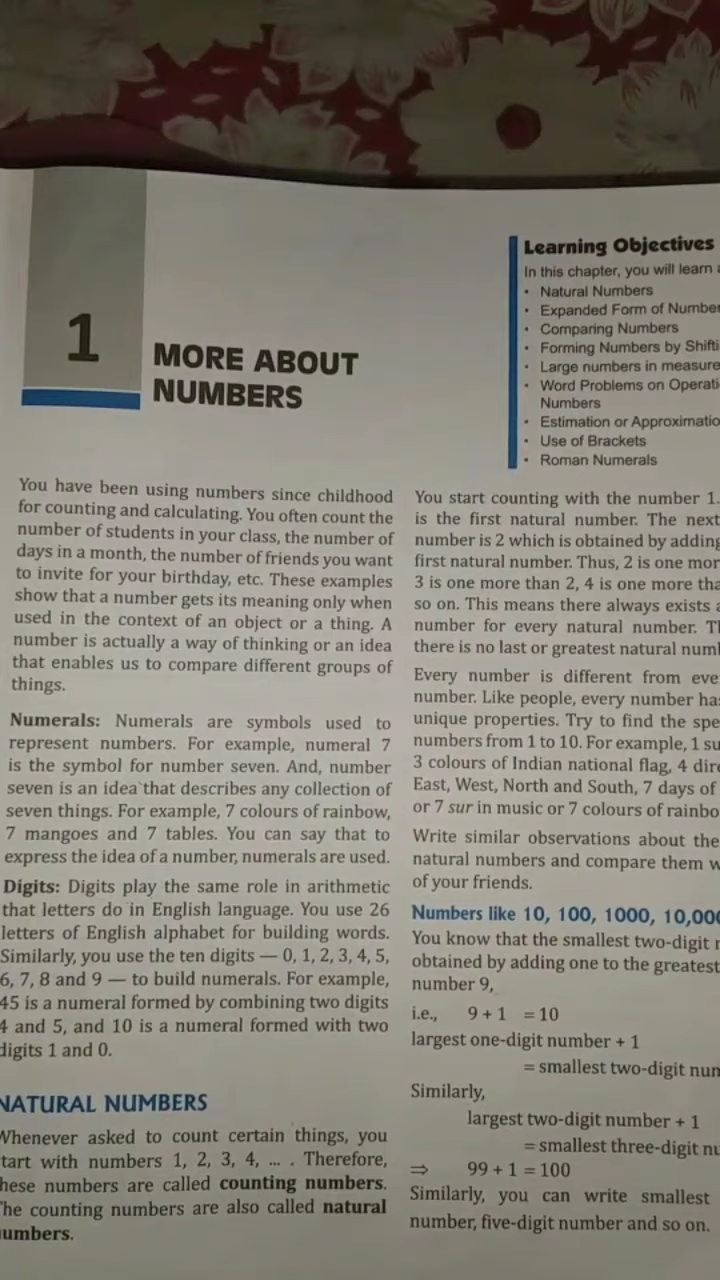 1
MORE ABOUT
NUMBERS
Learning Objectives
In this chapter, you will learn
• Natural Numbers
• Expanded Form of
• Comparing Numbers
• Forming Numbers by
• Large numbers in
• Word Problems on
Numbers
• Estimation or
• Use of Brackets
• Roman Numerals
You have been using numbers since childhood
for counting and calculating. You often count the
number of students in your class, the number of
days in a month, the number of friends you want
to invite for your birthday, etc. These examples
show that a number gets its meaning only when
used in the context of an object or a thing. A
number is actually a way of thinking or an idea
that enables us to compare different groups of
things.
Numerals: Numerals are symbols used to
represent numbers. For example, numeral 7
is the symbol for number seven. And, number
seven is an idea that describes any collection of
seven things. For example, 7 colours of rainbow,
7 mangoes and 7 tables. You can say that to
express the idea of a number, numerals are used.
Digits: Digits play the same role in arithmetic
that letters do in English language. You use 26
letters of English alphabet for building words.
Similarly, you use the ten digits — 0, 1, 2, 3, 4, 5,
6, 7, 8 and 9 — to build numerals. For example,
45 is a numeral formed by combining two digits
4 and 5, and 10 is a numeral formed with two
digits 1 and 0.
NATURAL NUMBERS
Whenever asked to count certain things, you
start with numbers 1, 2, 3, 4, ... . Therefore,
these numbers are called counting numbers.
The counting numbers are also called natural
numbers.
You start counting with the number 1.
is the first natural number. The next
number is 2 which is obtained by adding
first natural number. Thus, 2 is one
3 is one more than 2, 4 is one more
so on. This means there always exists
number for every natural number.
there is no last or greatest natural
Every number is different from
number. Like people, every number
unique properties. Try to find the
numbers from 1 to 10. For example, 1
3 colours of Indian national flag, 4
East, West, North and South, 7 days of
or 7 sur in music or 7 colours of
Write similar observations about the
natural numbers and compare them
of your friends.
Numbers like 10, 100, 1000,
You know that the smallest two-digit
obtained by adding one to the greatest
number 9,
i.e., 9 + 1 = 10
largest one-digit number + 1
= smallest two-digit
Similarly,
largest two-digit number + 1
= smallest three-digit
⇒ 99 + 1 = 100
Similarly, you can write smallest
number, five-digit number and so on.